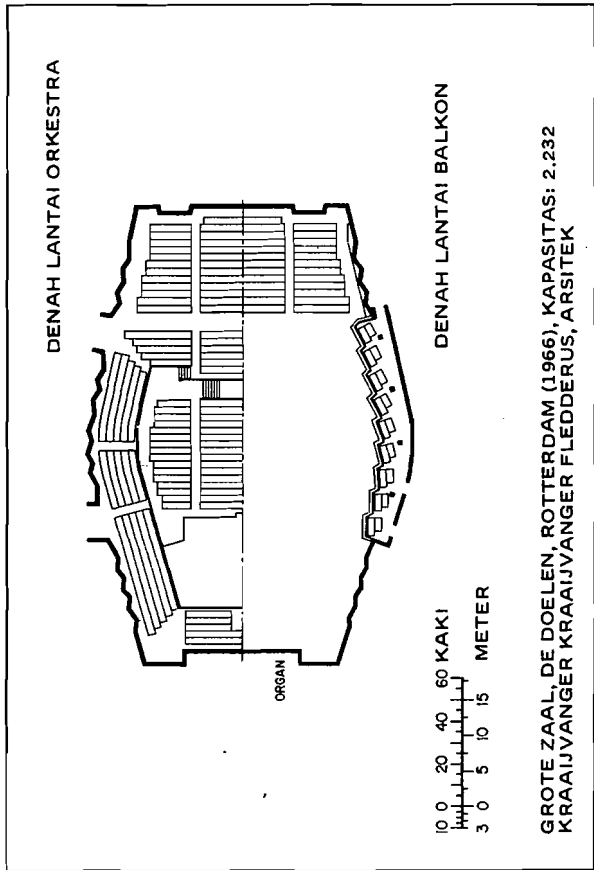 DENAH LANTAI ORKESTRA
DENAH LANTAI BALKON
ORGAN
10 0 20 40 60 KAKI
3 0 5 10 15 METER
GROTE ZAAL, DE DOELEN, ROTTERDAM (1966), KAPASITAS: 2.232
KRAAIJVANGER KRAAIJVANGER FLEDDERUS, ARSITEK